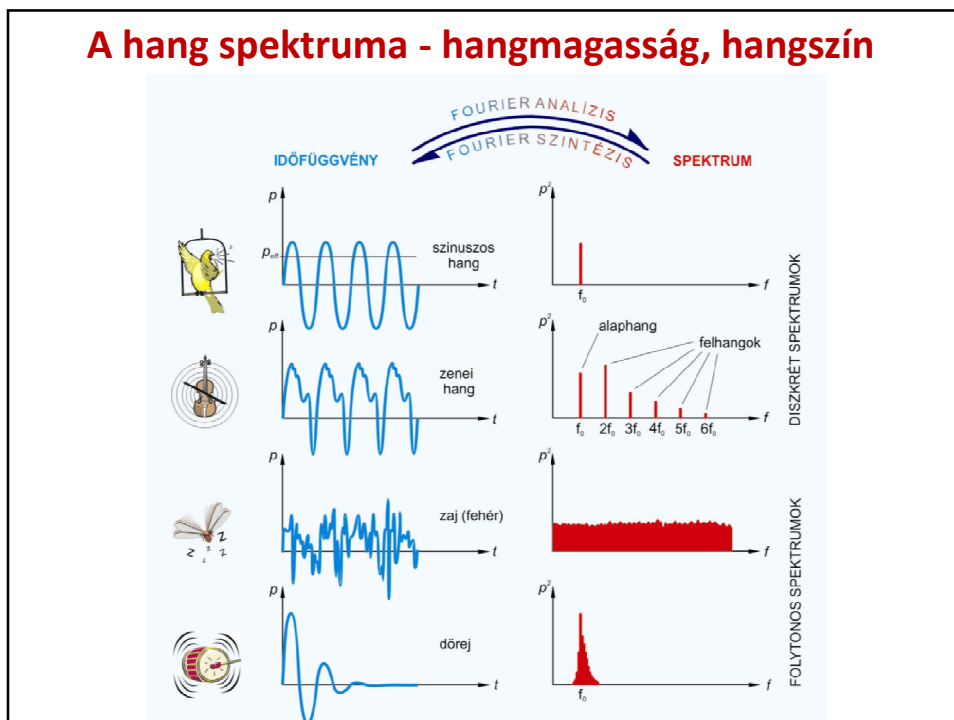 A hang spektruma - hangmagasság, hangszín
FOURIER ANALÍZIS
FOURIER SZINTÉZIS
IDŐFÜGGVÉNY
SPEKTRUM
p
p eff
szinuszos
hang
t
p²
f₀
f
p
zenei
hang
t
p²
alaphang
felhangok
f₀ 2f₀ 3f₀ 4f₀ 5f₀ 6f₀
f
DISZKRÉT SPEKTRUMOK
z z z z z
p
zaj (fehér)
t
p²
f
p
dörej
t
p²
f₀
f
FOLYTONOS SPEKTRUMOK